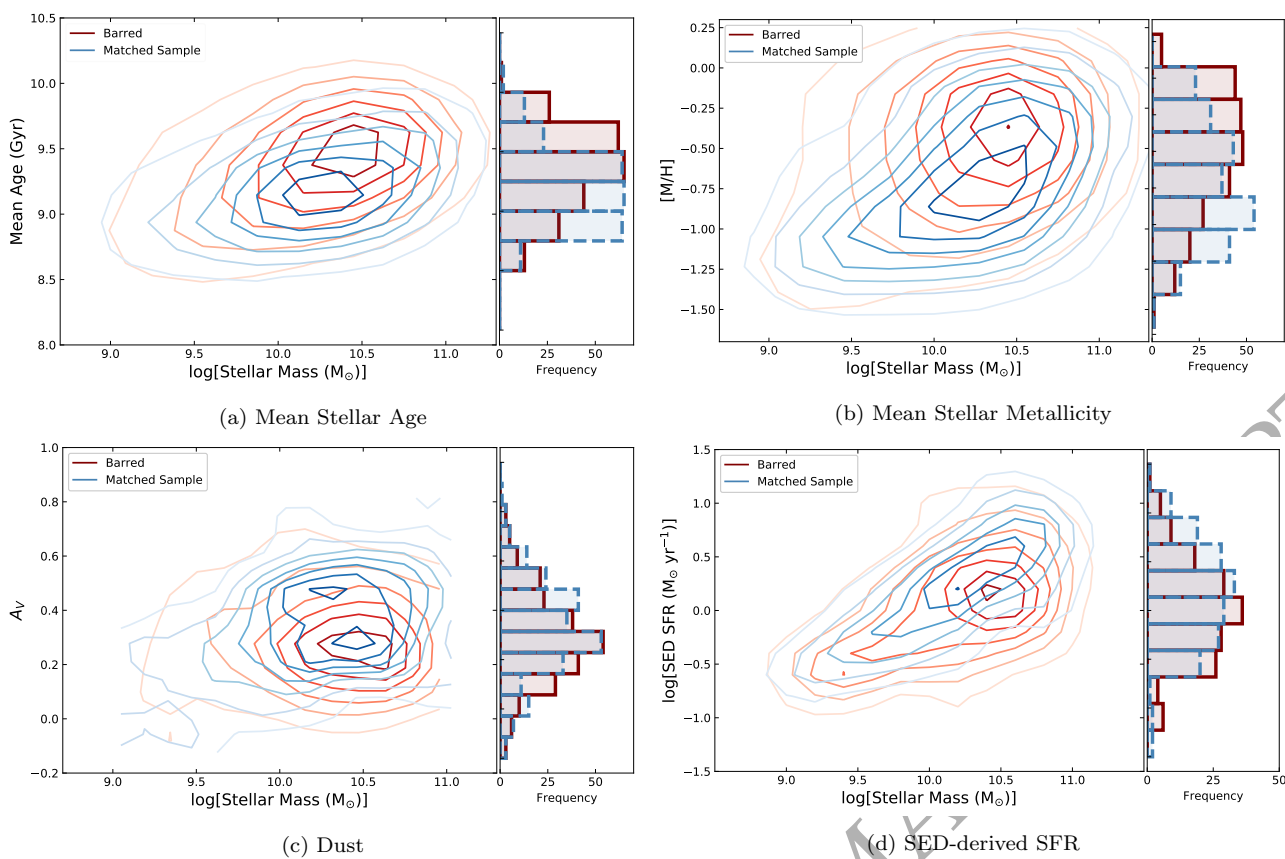 10.5
10.0
9.5
9.0
8.5
8.0
Mean Age (Gyr)
Barred
Matched Sample
9.0 9.5 10.0 10.5 11.0
log[Stellar Mass (M⊙)]
0 25 50
Frequency
(a) Mean Stellar Age
0.00
−0.25
−0.50
−0.75
−1.00
−1.25
−1.50
[M/H]
Barred
Matched Sample
9.0 9.5 10.0 10.5 11.0
log[Stellar Mass (M⊙)]
0 25 50
Frequency
(b) Mean Stellar Metallicity
1.0
0.8
0.6
0.4
0.2
0.0
−0.2
A_V
Barred
Matched Sample
9.0 9.5 10.0 10.5 11.0
log[Stellar Mass (M⊙)]
0 25 50
Frequency
(c) Dust
1.5
1.0
0.5
0.0
−0.5
−1.0
−1.5
log[SED SFR (M⊙ yr⁻¹)]
Barred
Matched Sample
9.0 9.5 10.0 10.5 11.0
log[Stellar Mass (M⊙)]
0 25 50
Frequency
(d) SED-derived SFR